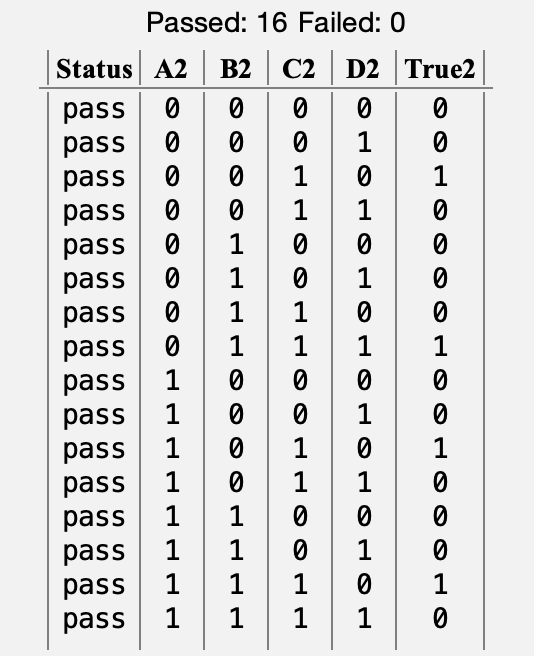 Passed: 16 Failed: 0
Status A2 B2 C2 D2 True2
pass 0 0 0 0 0
pass 0 0 0 1 0
pass 0 0 1 0 1
pass 0 0 1 1 0
pass 0 1 0 0 0
pass 0 1 0 1 0
pass 0 1 1 0 0
pass 0 1 1 1 1
pass 1 0 0 0 0
pass 1 0 0 1 0
pass 1 0 1 0 1
pass 1 0 1 1 0
pass 1 1 0 0 0
pass 1 1 0 1 0
pass 1 1 1 0 1
pass 1 1 1 1 0